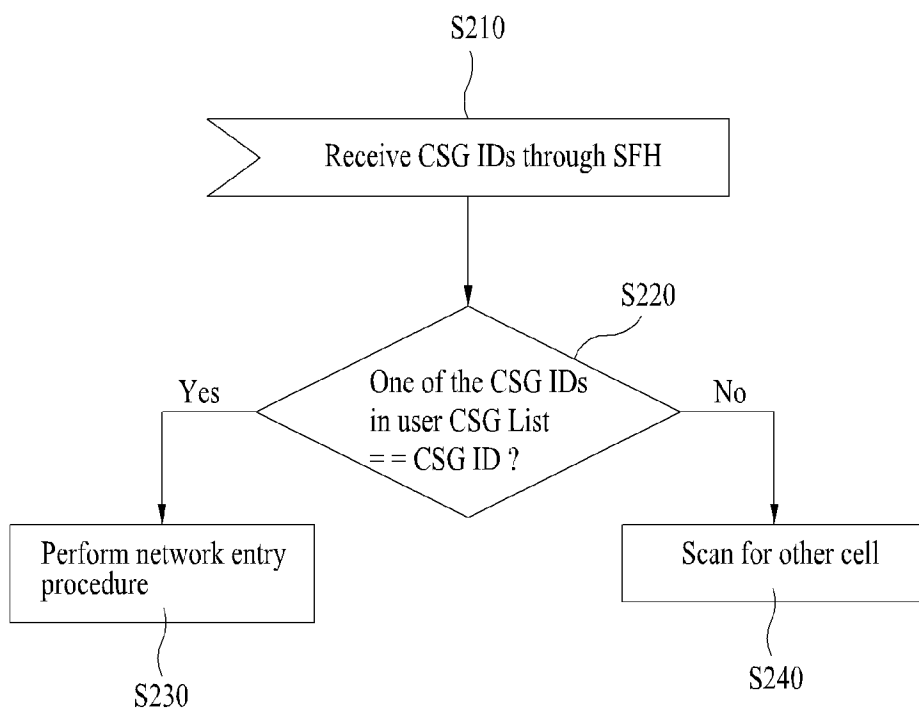 S210
Receive CSG IDs through SFH
S220
Yes
One of the CSG IDs
in user CSG List
= = CSG ID ?
No
Perform network entry
procedure
Scan for other cell
S230
S240